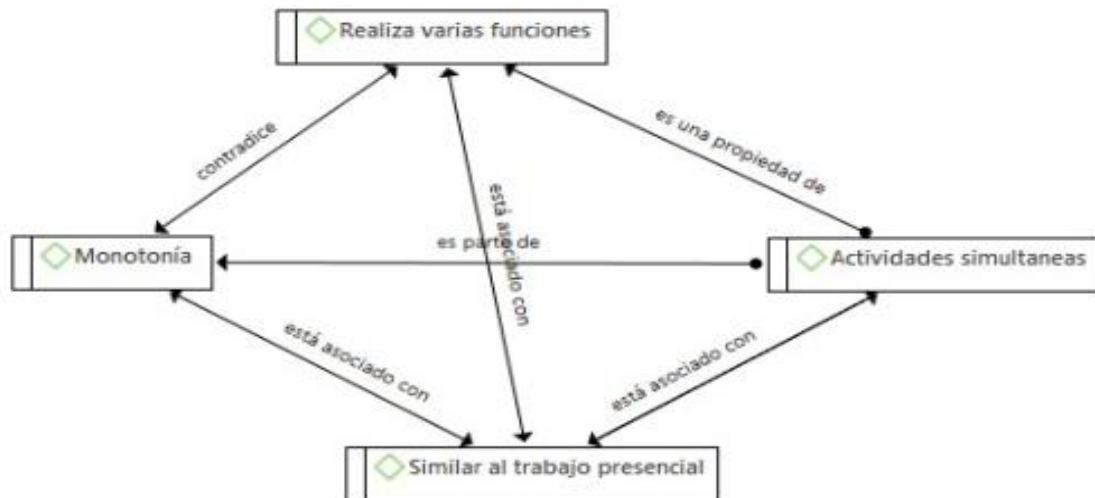 Realiza varias funciones
contradice
es una propiedad de
está asociado con
es parte de
Monotonía
Actividades simultaneas
está asociado con
está asociado con
Similar al trabajo presencial